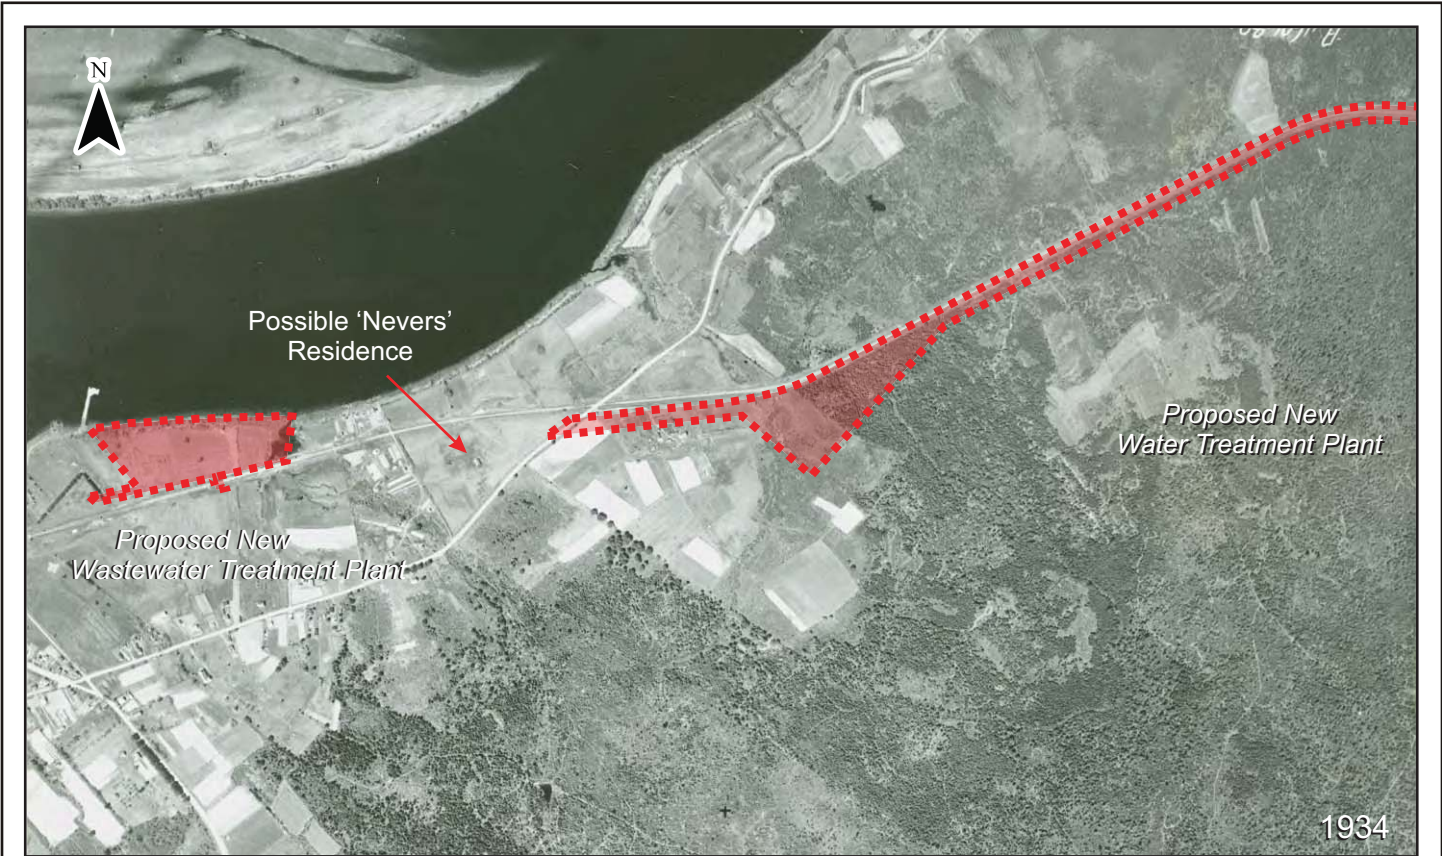 N
Possible ‘Nevers’
Residence
Proposed New
Water Treatment Plant
Proposed New
Wastewater Treatment Plant
1934